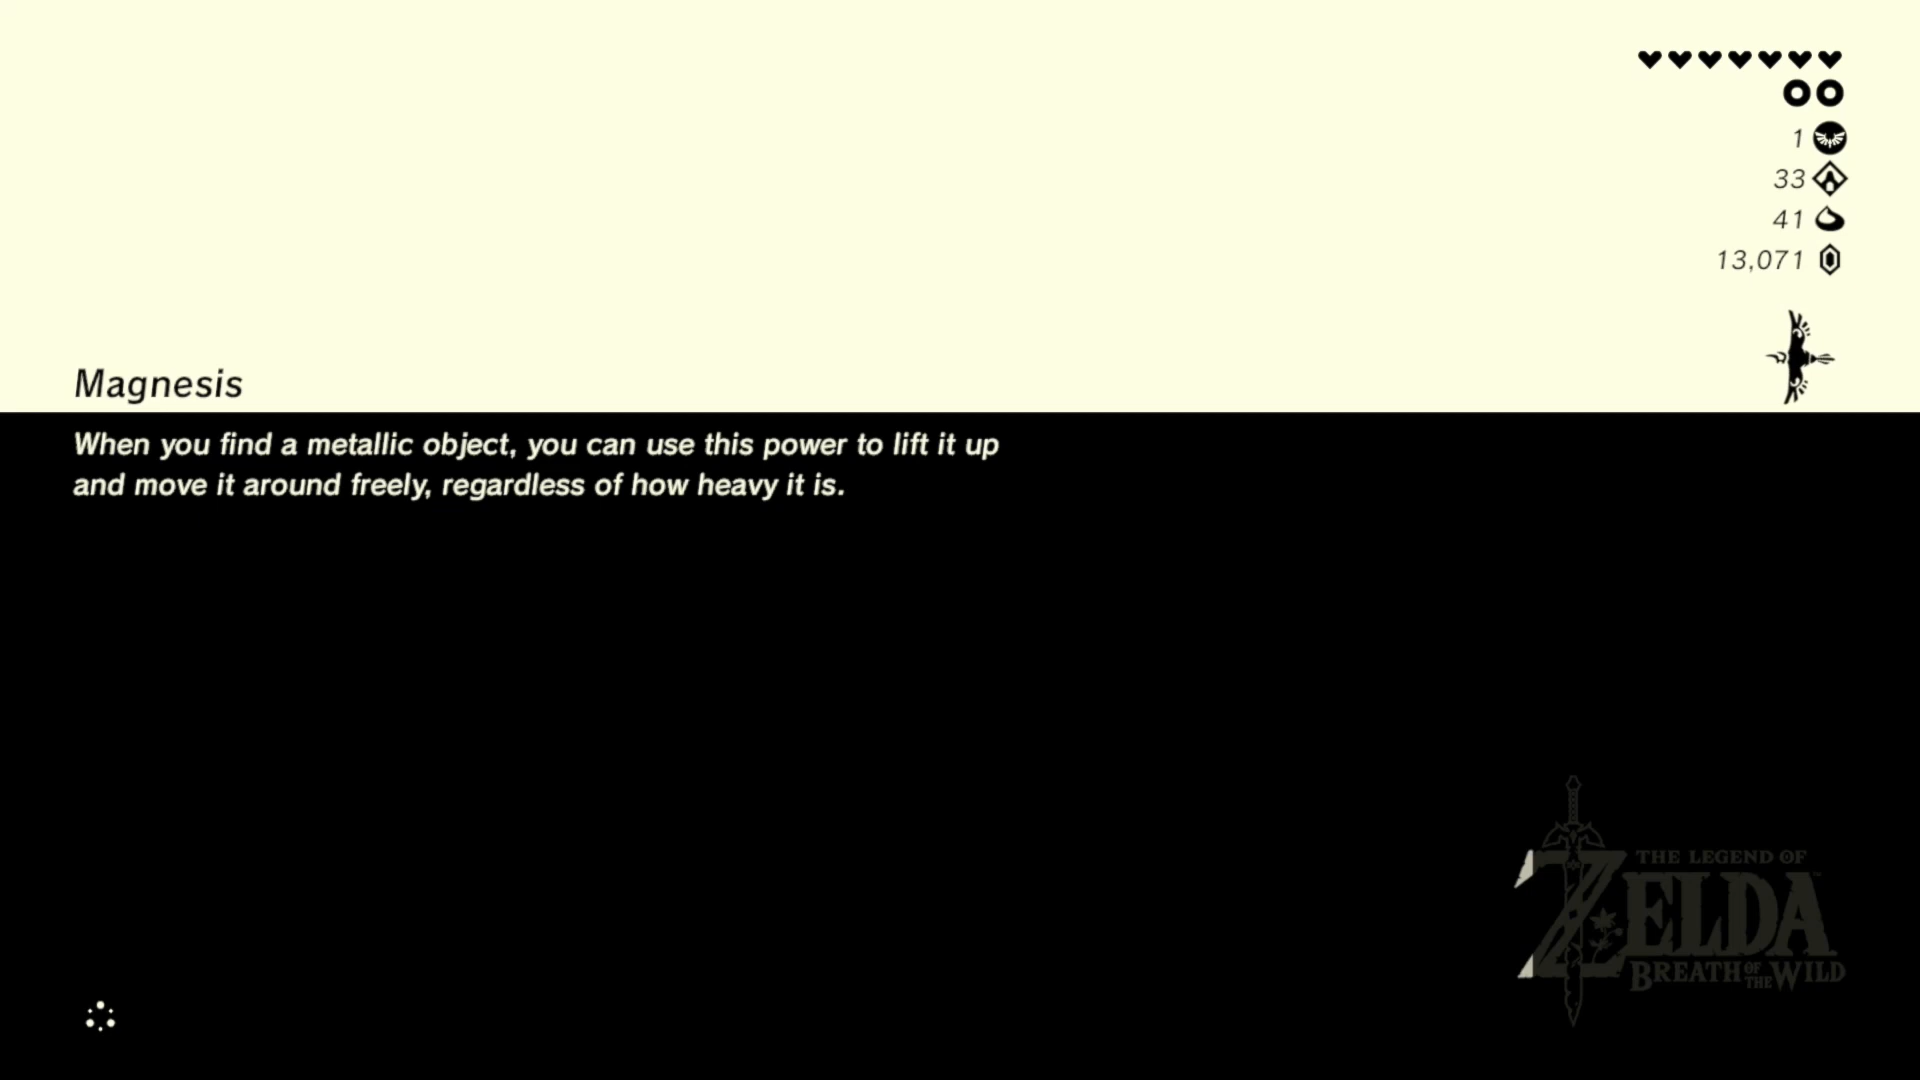 1
33
41
13,071
Magnesis
When you find a metallic object, you can use this power to lift it up
and move it around freely, regardless of how heavy it is.
THE LEGEND OF
ZELDA
BREATH OF THE WILD